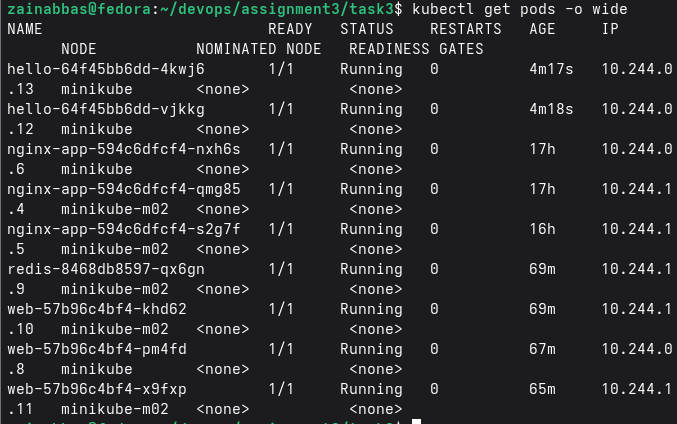 zainabbas@fedora:~/devops/assignment3/task3$ kubectl get pods -o wide
NAME                         READY   STATUS    RESTARTS   AGE     IP
      NODE           NOMINATED NODE   READINESS GATES
hello-64f45bb6dd-4kwj6       1/1     Running   0          4m17s   10.244.0
.13   minikube       <none>           <none>
hello-64f45bb6dd-vjkkg       1/1     Running   0          4m18s   10.244.0
.12   minikube       <none>           <none>
nginx-app-594c6dfcf4-nxh6s   1/1     Running   0          17h     10.244.0
.6    minikube       <none>           <none>
nginx-app-594c6dfcf4-qmg85   1/1     Running   0          17h     10.244.1
.4    minikube-m02   <none>           <none>
nginx-app-594c6dfcf4-s2g7f   1/1     Running   0          16h     10.244.1
.5    minikube-m02   <none>           <none>
redis-8468db8597-qx6gn       1/1     Running   0          69m     10.244.1
.9    minikube-m02   <none>           <none>
web-57b96c4bf4-khd62         1/1     Running   0          69m     10.244.1
.10   minikube-m02   <none>           <none>
web-57b96c4bf4-pm4fd         1/1     Running   0          67m     10.244.0
.8    minikube       <none>           <none>
web-57b96c4bf4-x9fxp         1/1     Running   0          65m     10.244.1
.11   minikube-m02   <none>           <none>